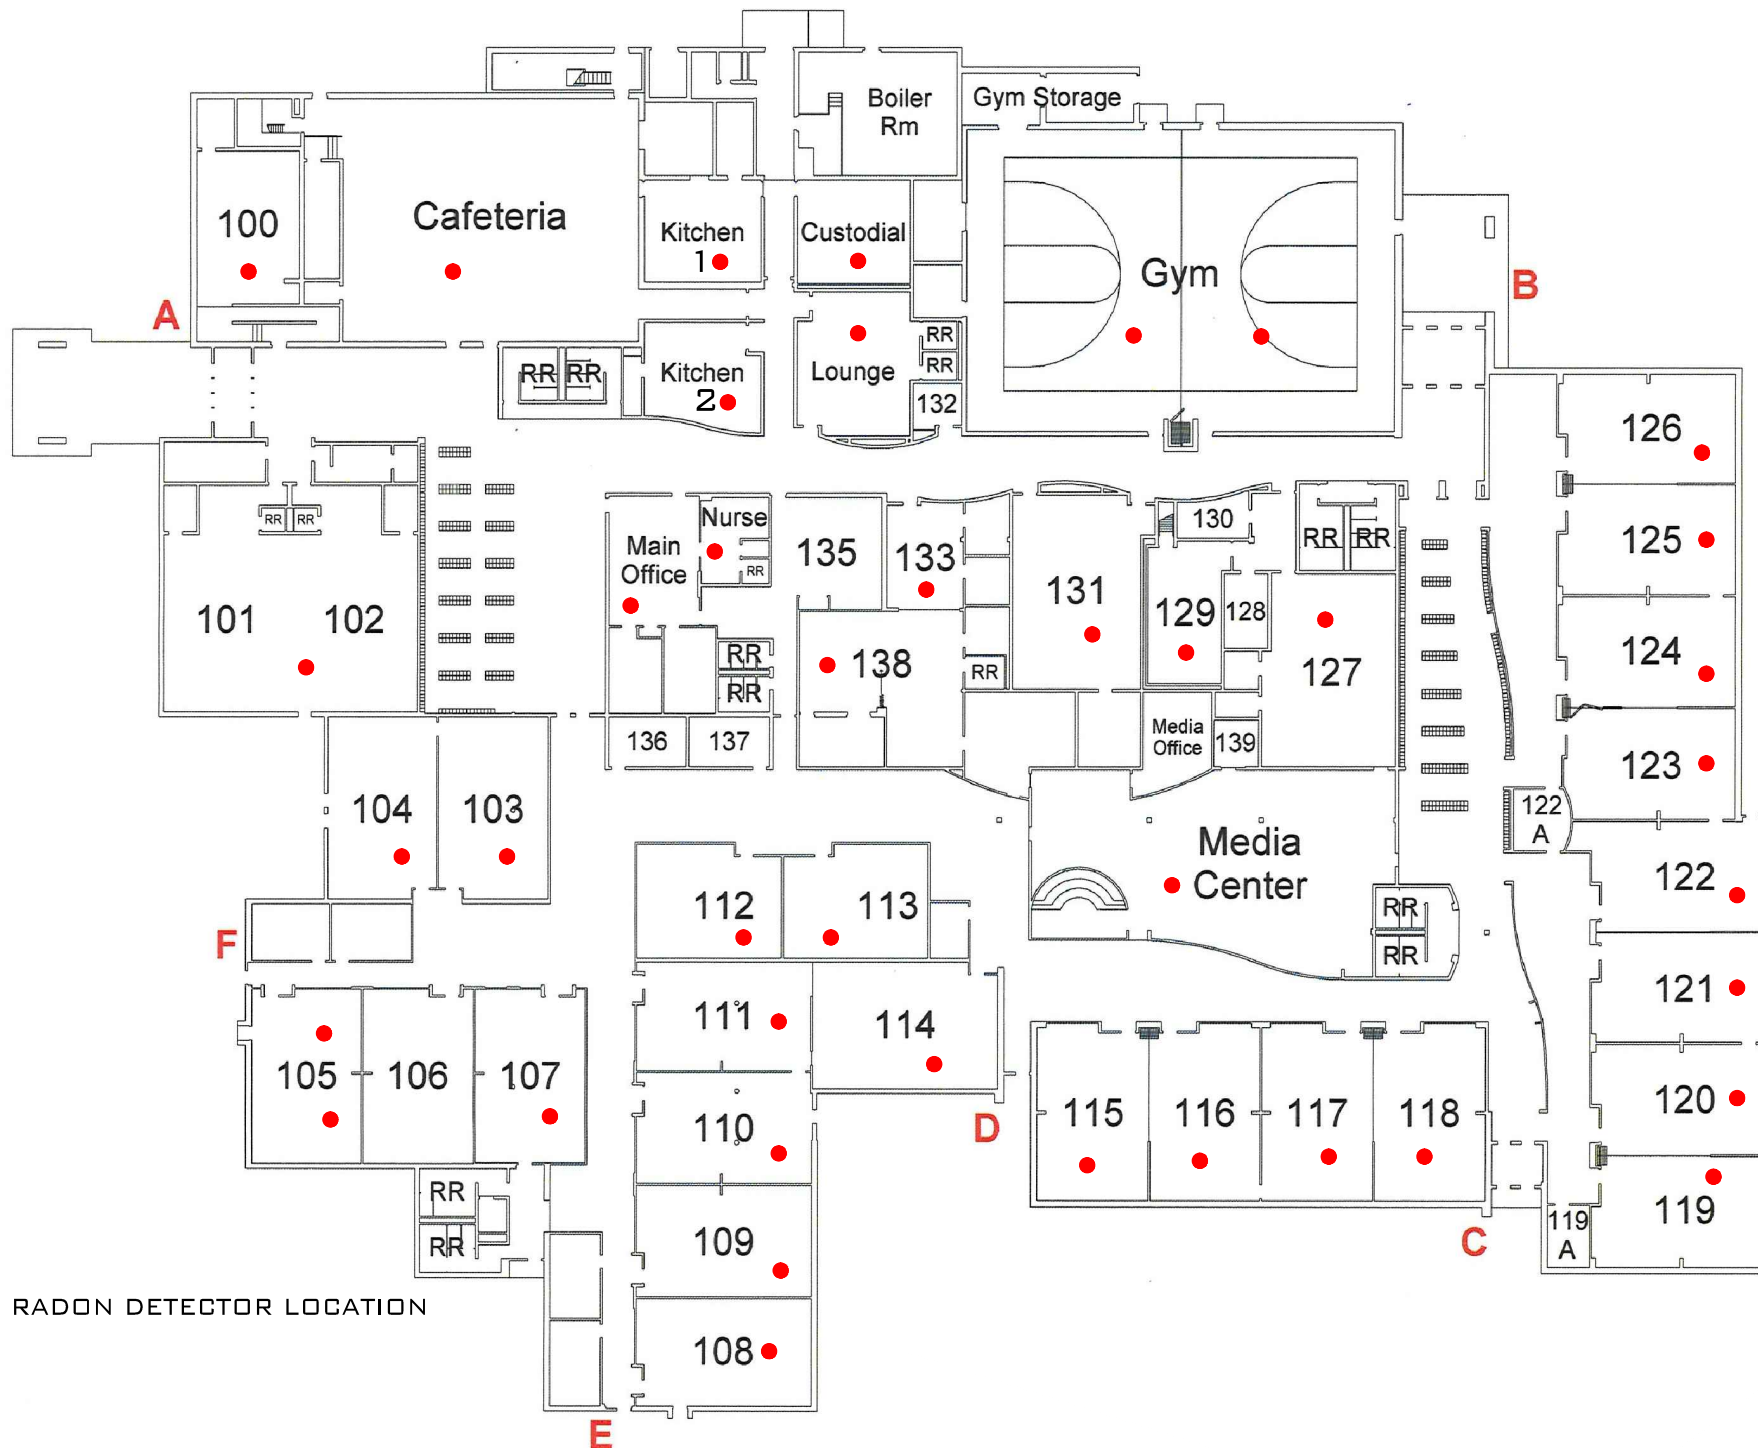 Boiler
Rm
Gym Storage
100
Cafeteria
Kitchen
1
Custodial
Gym
A
B
RR
RR
Kitchen
2
Lounge
RR
RR
132
126
RR
RR
Nurse
RR
Main
Office
135
133
131
130
129
128
RR
RR
125
101
102
RR
RR
138
RR
127
124
136
137
Media
Office
139
123
104
103
122
A
Media
Center
122
112
113
RR
RR
F
121
111
114
105
106
107
115
116
117
118
120
110
D
RR
RR
109
C
119
A
119
RADON DETECTOR LOCATION
108
E